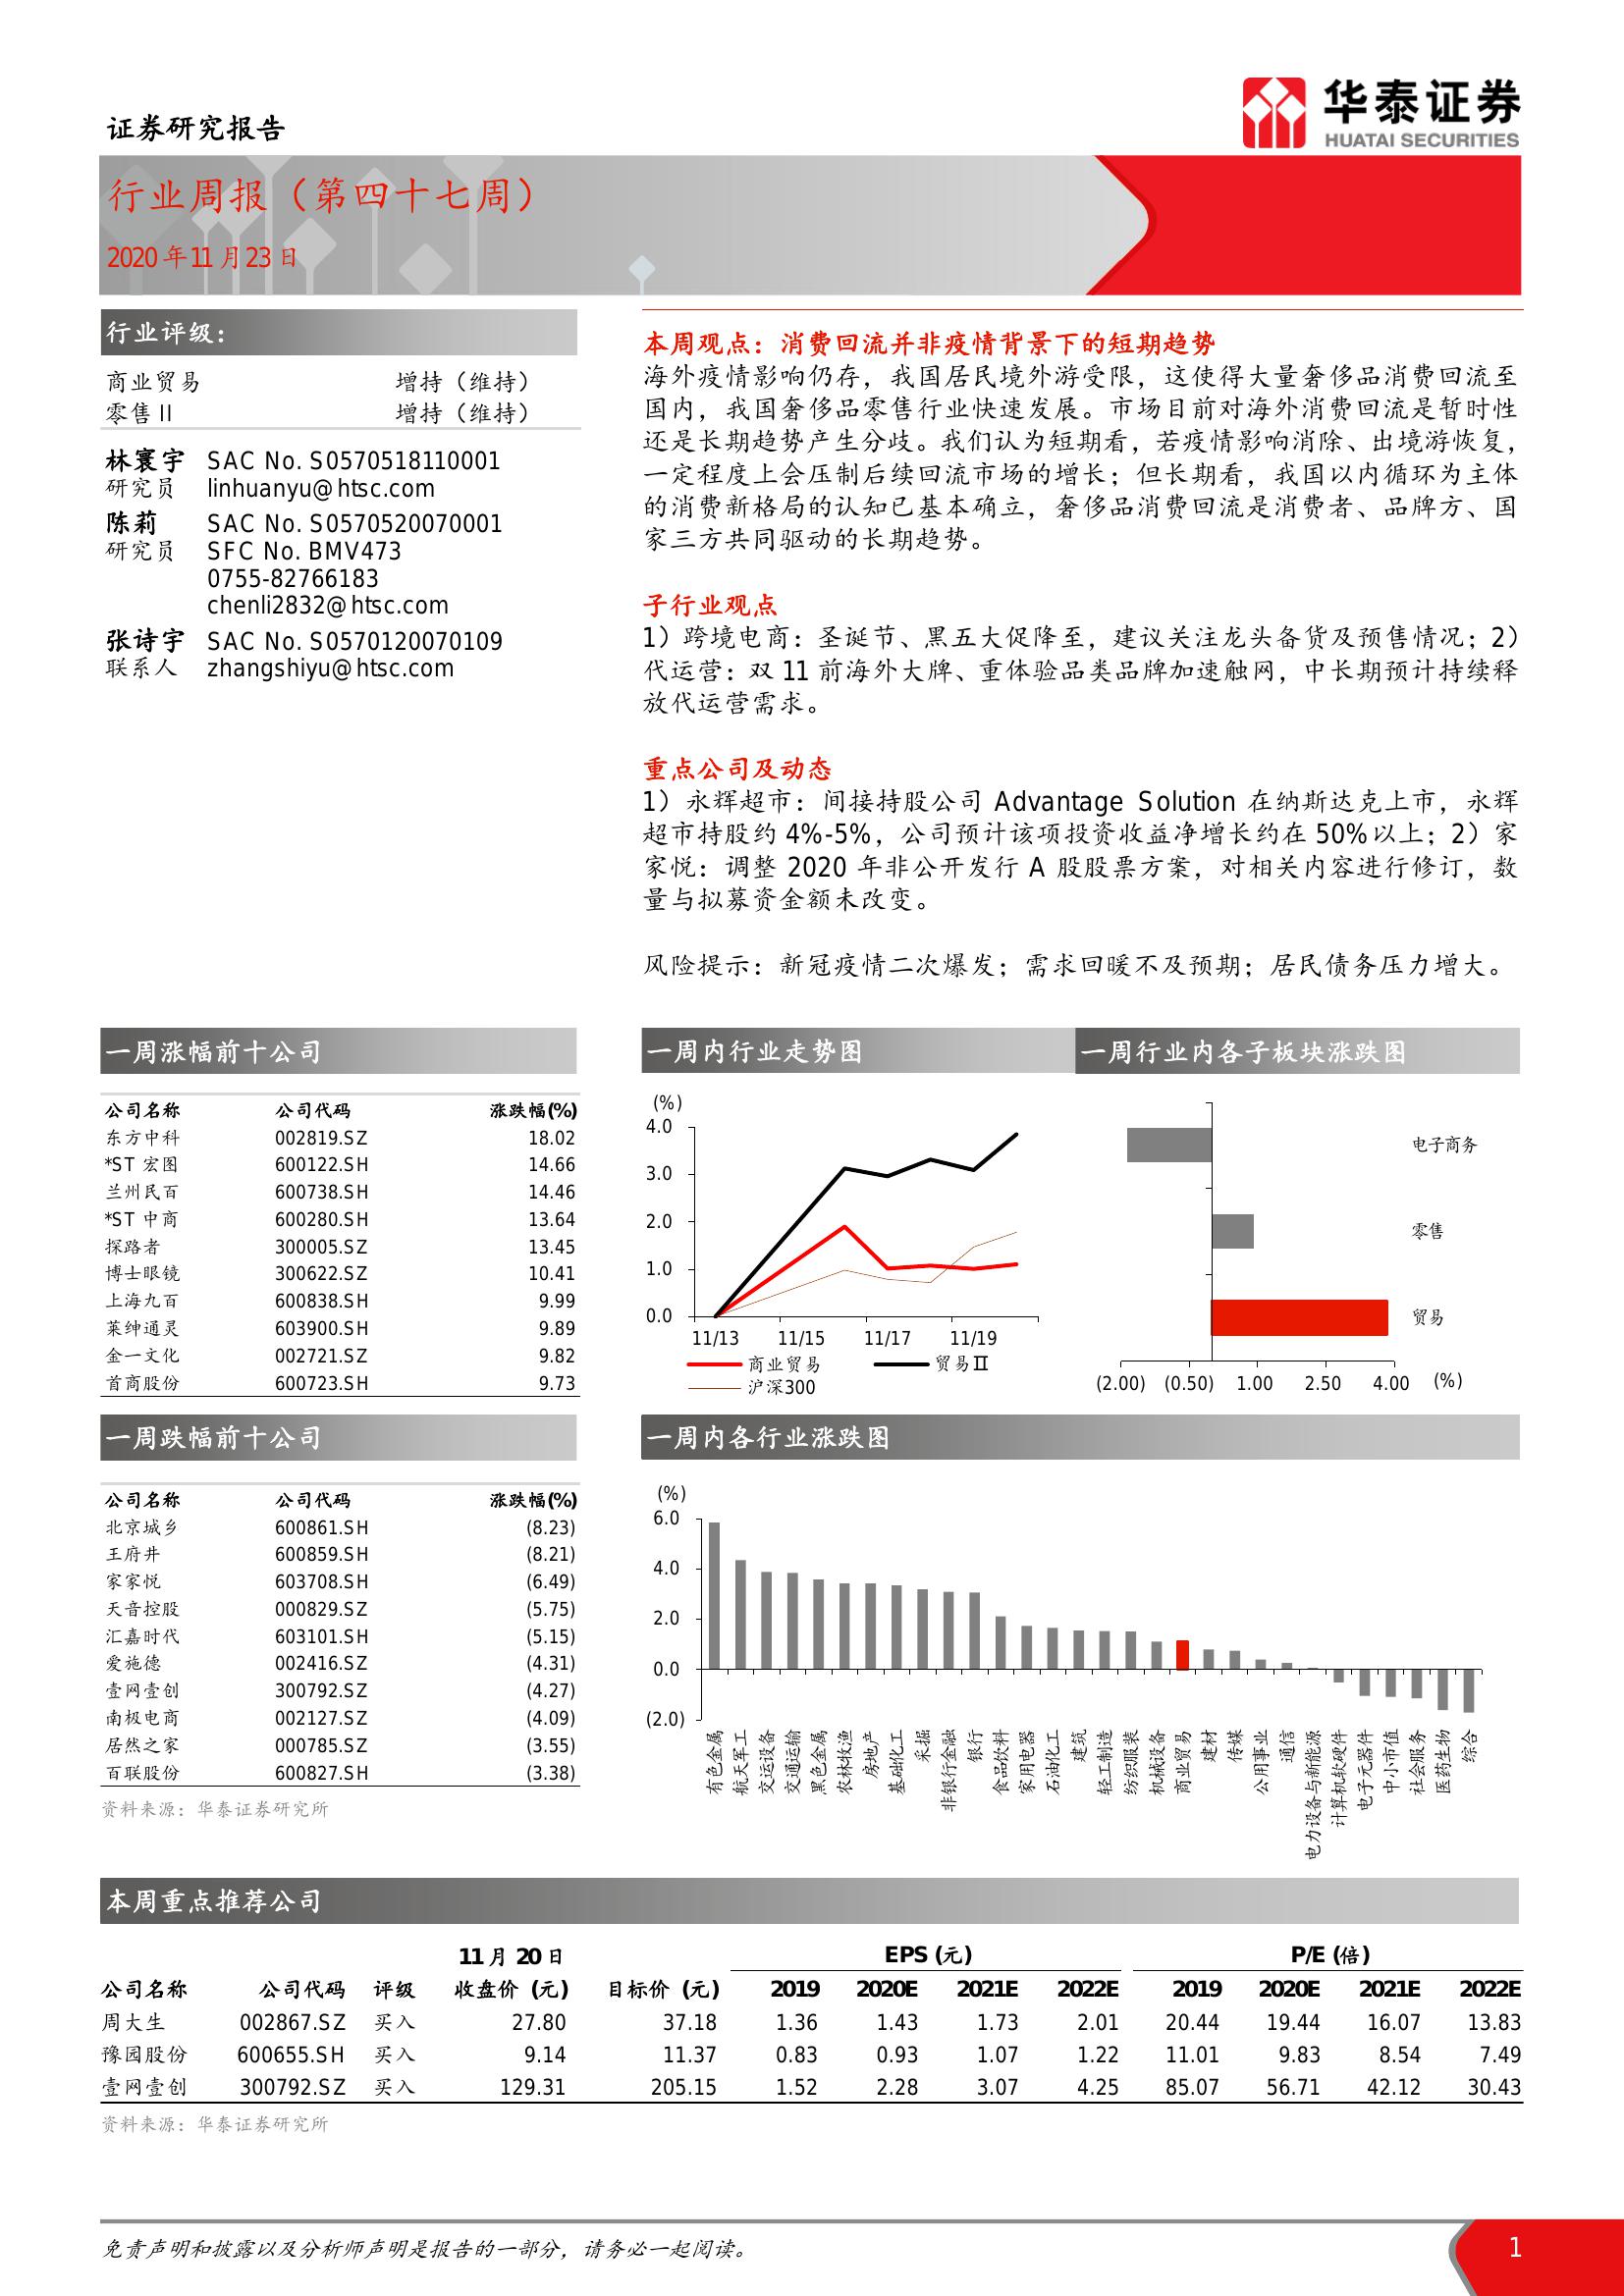 证券研究报告
华泰证券
HUATAI SECURITIES
行业周报（第四十七周）
2020年11月23日
行业评级：
商业贸易 增持（维持）
零售II 增持（维持）
林寰宇 SAC No. S0570518110001
研究员 linhuanyu@htsc.com
陈莉 SAC No. S0570520070001
研究员 SFC No. BMV473
0755-82766183
chenli2832@htsc.com
张诗宇 SAC No. S0570120070109
联系人 zhangshiyu@htsc.com
本周观点：消费回流并非疫情背景下的短期趋势
海外疫情影响仍存，我国居民境外游受限，这使得大量奢侈品消费回流至
国内，我国奢侈品零售行业快速发展。市场目前对海外消费回流是暂时性
还是长期趋势产生分歧。我们认为短期看，若疫情影响消除、出境游恢复，
一定程度上会压制后续回流市场的增长；但长期看，我国以内循环为主体
的消费新格局的认知已基本确立，奢侈品消费回流是消费者、品牌方、国
家三方共同驱动的长期趋势。
子行业观点
1）跨境电商：圣诞节、黑五大促降至，建议关注龙头备货及预售情况；2）
代运营：双 11 前海外大牌、重体验品类品牌加速触网，中长期预计持续释
放代运营需求。
重点公司及动态
1）永辉超市：间接持股公司 Advantage Solution 在纳斯达克上市，永辉
超市持股约 4%-5%，公司预计该项投资收益净增长约在 50%以上；2）家
家悦：调整 2020 年非公开发行 A 股股票方案，对相关内容进行修订，数
量与拟募资金额未改变。
风险提示：新冠疫情二次爆发；需求回暖不及预期；居民债务压力增大。
一周涨幅前十公司
公司名称 公司代码 涨跌幅(%)
东方中科 002819.SZ 18.02
*ST 宏图 600122.SH 14.66
兰州民百 600738.SH 14.46
*ST 中商 600280.SH 13.64
探路者 300005.SZ 13.45
博士眼镜 300622.SZ 10.41
上海九百 600838.SH 9.99
莱绅通灵 603900.SH 9.89
金一文化 002721.SZ 9.82
首商股份 600723.SH 9.73
一周跌幅前十公司
公司名称 公司代码 涨跌幅(%)
北京城乡 600861.SH (8.23)
王府井 600859.SH (8.21)
家家悦 603708.SH (6.49)
天音控股 000829.SZ (5.75)
汇嘉时代 603101.SH (5.15)
爱施德 002416.SZ (4.31)
壹网壹创 300792.SZ (4.27)
南极电商 002127.SZ (4.09)
居然之家 000785.SZ (3.55)
百联股份 600827.SH (3.38)
资料来源：华泰证券研究所
一周内行业走势图
(%)
4.0
3.0
2.0
1.0
0.0
11/13 11/15 11/17 11/19
商业贸易 贸易Ⅱ
沪深300
一周行业内各子板块涨跌图
电子商务
零售
贸易
(2.00) (0.50) 1.00 2.50 4.00 (%)
一周内各行业涨跌图
(%)
6.0
4.0
2.0
0.0
(2.0)
有色金属
航天军工
交运设备
交通运输
黑色金属
农林牧渔
房地产
基础化工
采掘
非银行金融
银行
食品饮料
家用电器
石油化工
建筑
轻工制造
纺织服装
机械设备
商业贸易
建材
传媒
公用事业
通信
电力设备与新能源
计算机软硬件
电子元器件
中小市值
社会服务
医药生物
综合
本周重点推荐公司
11月20日 EPS (元) P/E (倍)
公司名称 公司代码 评级 收盘价 (元) 目标价 (元) 2019 2020E 2021E 2022E 2019 2020E 2021E 2022E
周大生 002867.SZ 买入 27.80 37.18 1.36 1.43 1.73 2.01 20.44 19.44 16.07 13.83
豫园股份 600655.SH 买入 9.14 11.37 0.83 0.93 1.07 1.22 11.01 9.83 8.54 7.49
壹网壹创 300792.SZ 买入 129.31 205.15 1.52 2.28 3.07 4.25 85.07 56.71 42.12 30.43
资料来源：华泰证券研究所
免责声明和披露以及分析师声明是报告的一部分，请务必一起阅读。
1